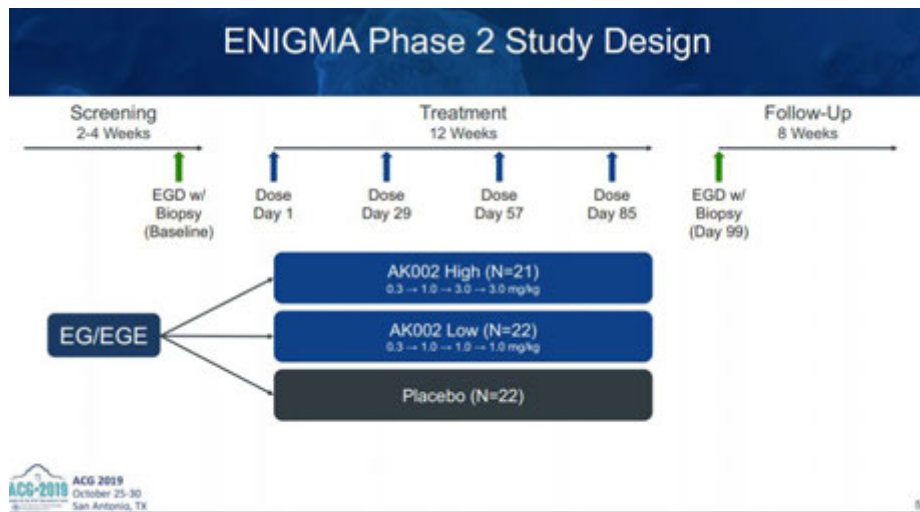 ENIGMA Phase 2 Study Design
Screening
2-4 Weeks
Treatment
12 Weeks
Follow-Up
8 Weeks
EGD w/
Biopsy
(Baseline)
Dose
Day 1
Dose
Day 29
Dose
Day 57
Dose
Day 85
EGD w/
Biopsy
(Day 99)
EG/EGE
AK002 High (N=21)
0.3 → 1.0 → 3.0 → 3.0 mg/kg
AK002 Low (N=22)
0.3 → 1.0 → 1.0 → 1.0 mg/kg
Placebo (N=22)
ACG•2019
ACG 2019
October 25-30
San Antonio, TX